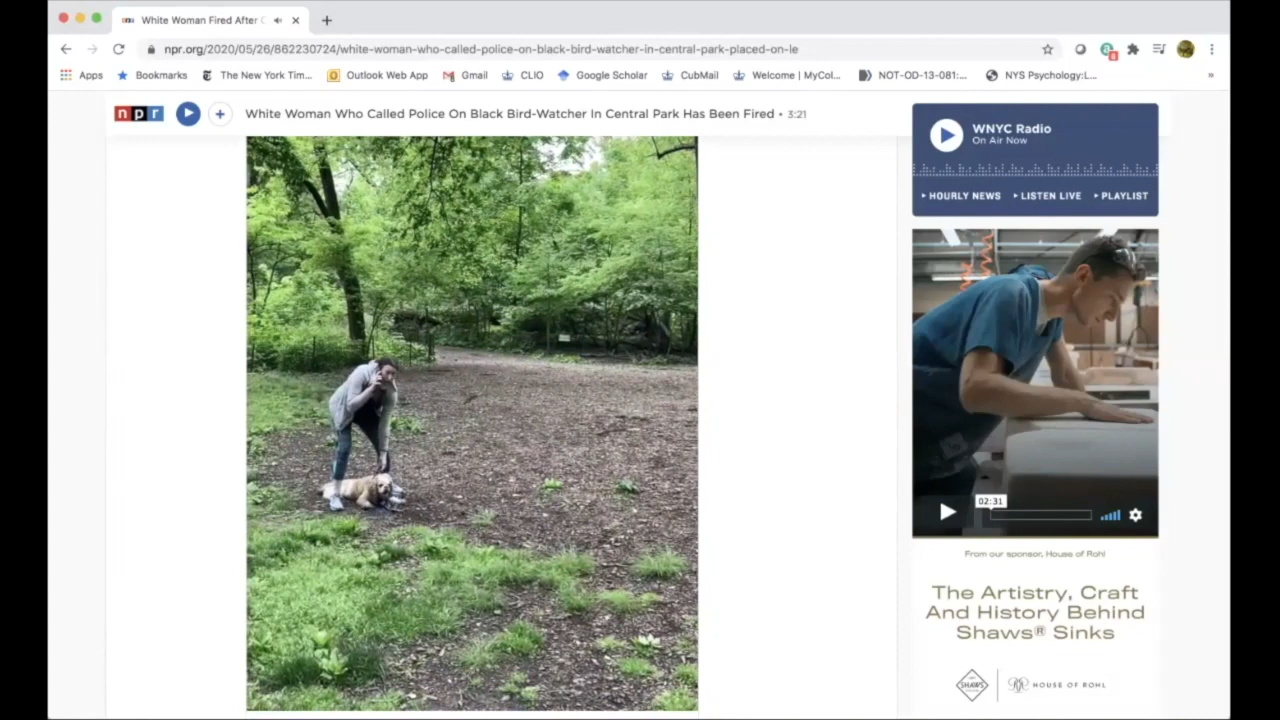 White Woman Fired After C
npr.org/2020/05/26/862230724/white-woman-who-called-police-on-black-bird-watcher-in-central-park-placed-on-le
8
Apps
Bookmarks
The New York Tim...
Outlook Web App
Gmail
CLIO
Google Scholar
CubMail
Welcome | MyCol...
NOT-OD-13-081:...
NYS Psychology:L...
»
npr
White Woman Who Called Police On Black Bird-Watcher In Central Park Has Been Fired • 3:21
WNYC Radio
On Air Now
HOURLY NEWS
LISTEN LIVE
PLAYLIST
02:31
From our sponsor, House of Rohl
The Artistry, Craft
And History Behind
Shaws® Sinks
SHAWS
HOUSE OF ROHL